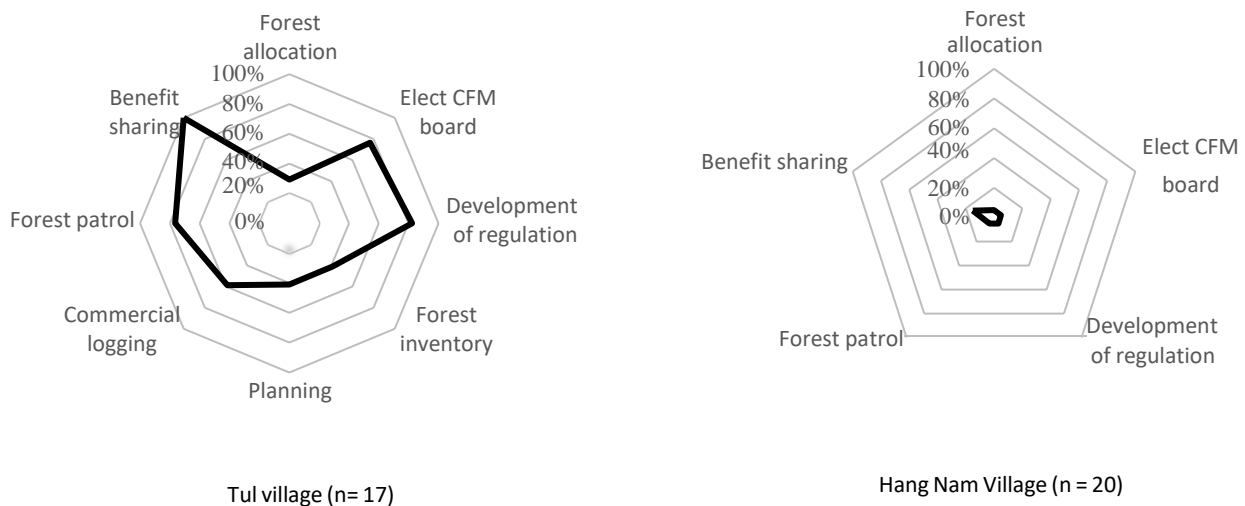 Forest
allocation
100%
80%
60%
40%
20%
0%
Elect CFM
board
Development
of regulation
Forest
inventory
Planning
Commercial
logging
Forest patrol
Benefit
sharing
Tul village (n= 17)
Forest
allocation
100%
80%
60%
40%
20%
0%
Elect CFM
board
Development
of regulation
Forest patrol
Benefit sharing
Hang Nam Village (n = 20)